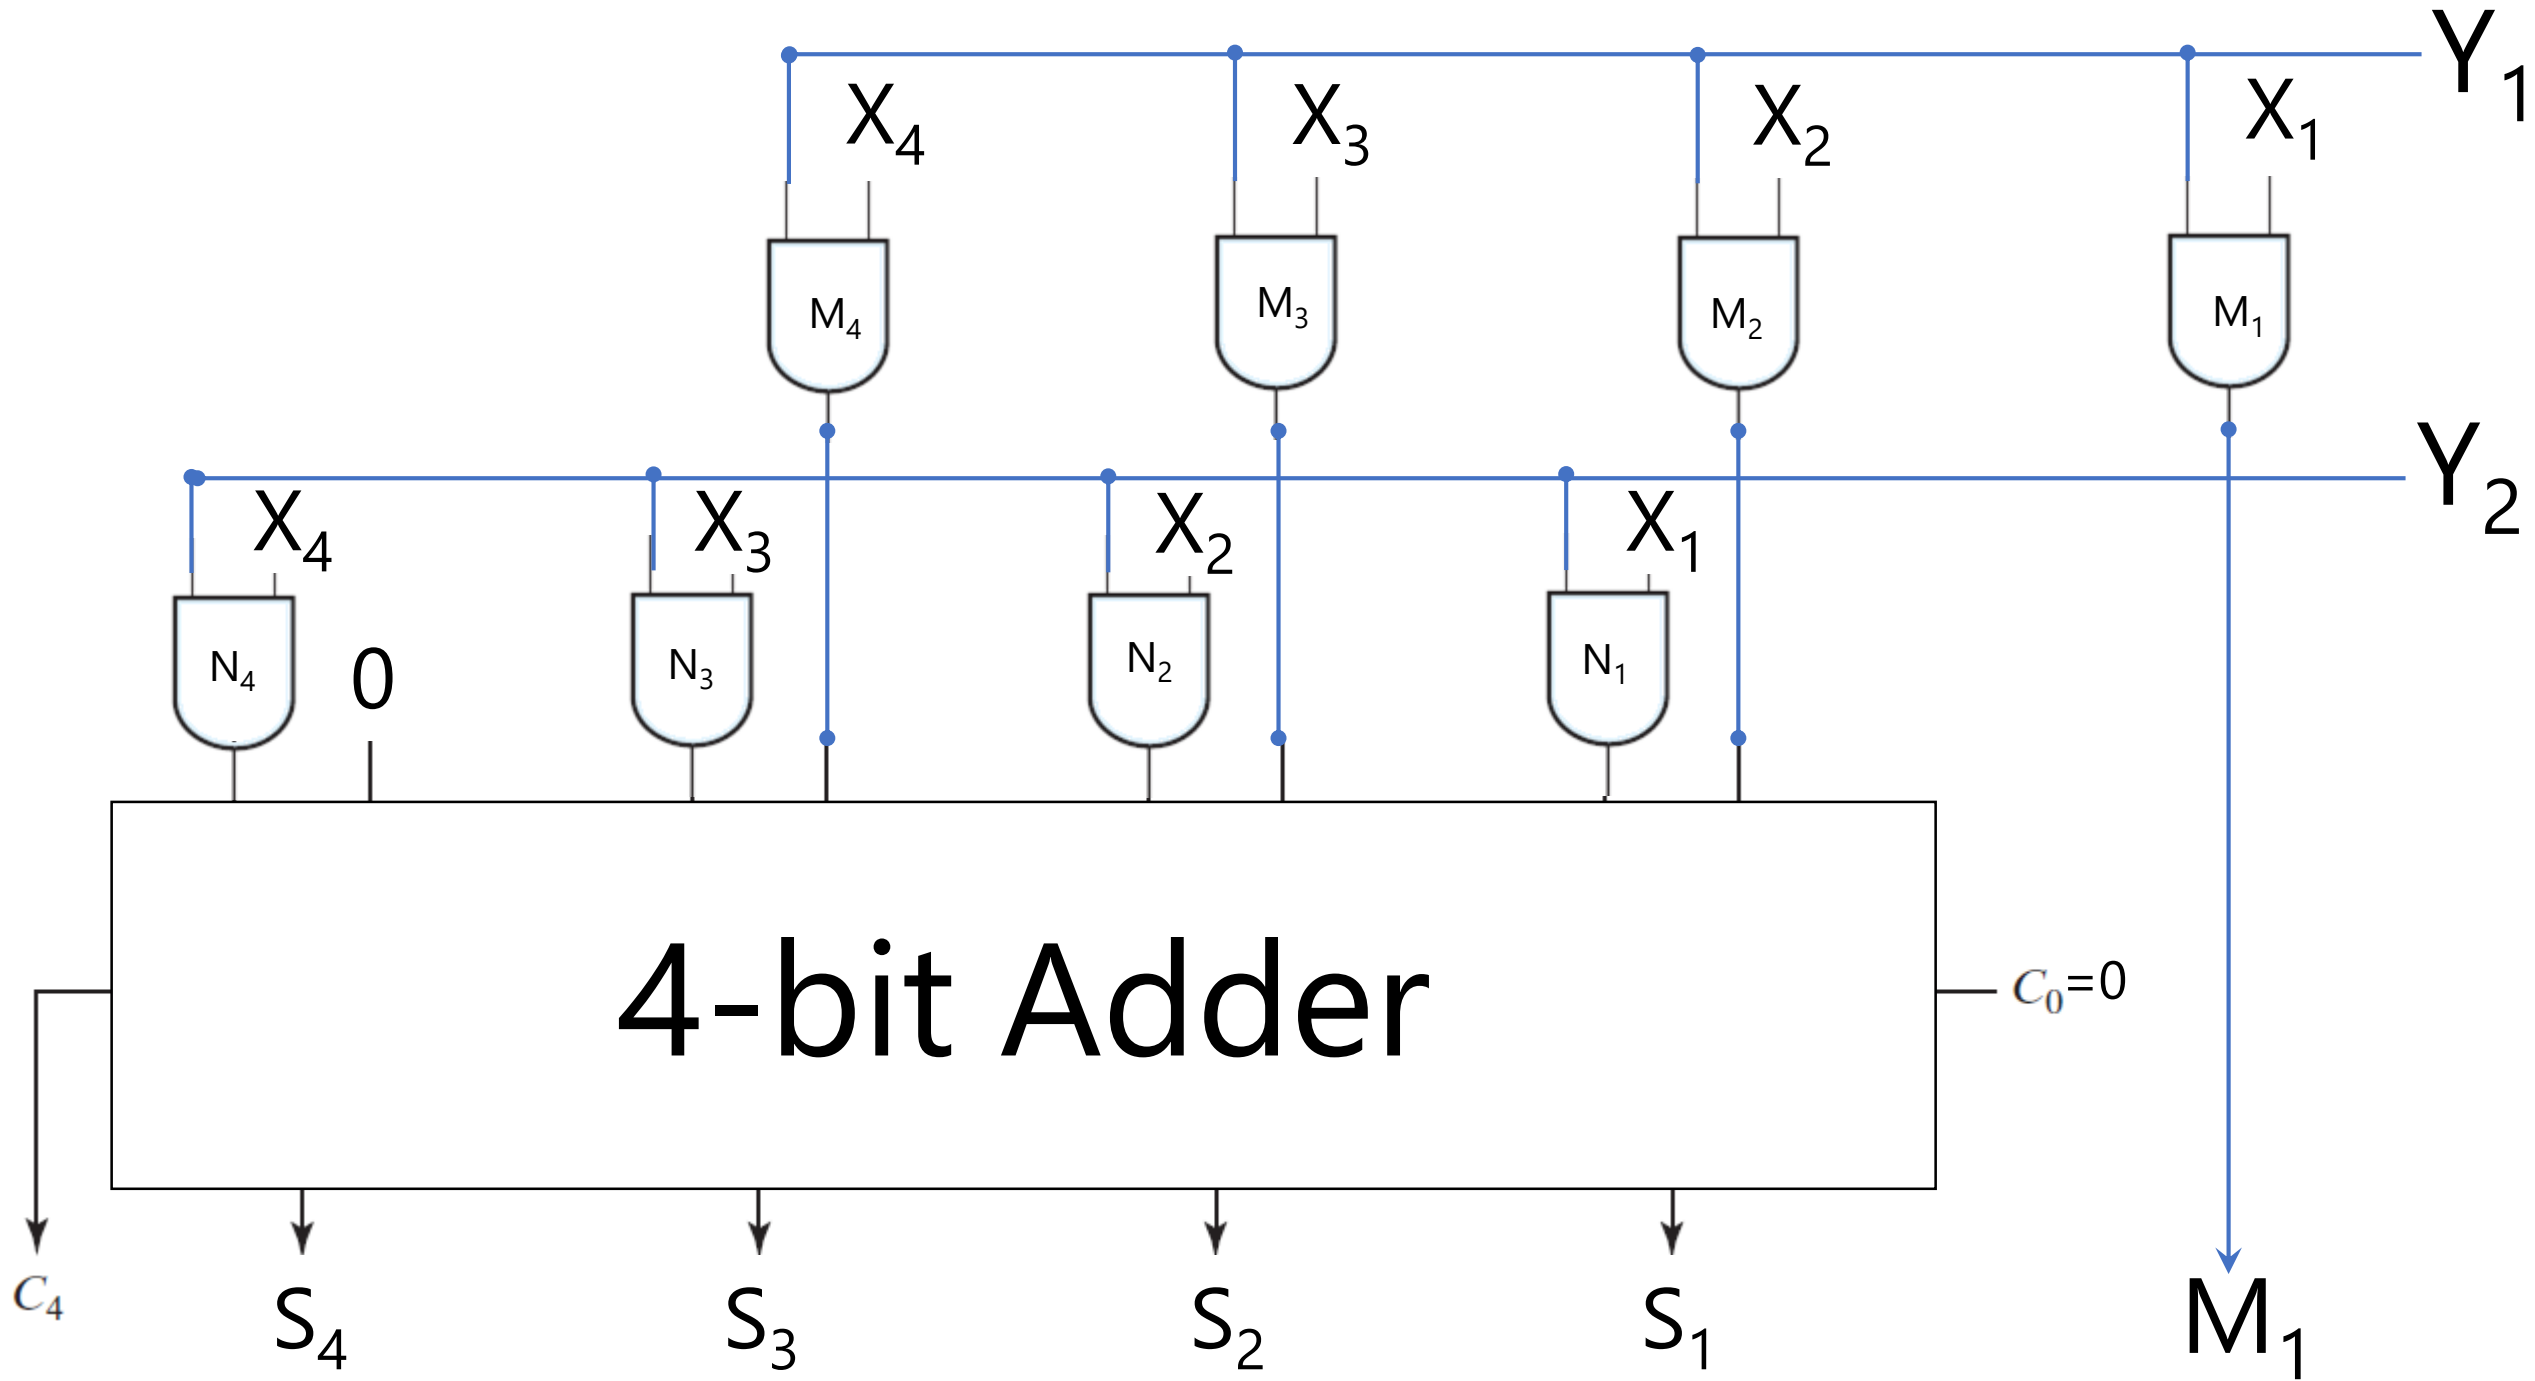 Y1
X4 X3 X2 X1
M4 M3 M2 M1
Y2
X4 X3 X2 X1
N4 0 N3 N2 N1
4-bit Adder
C0=0
C4 S4 S3 S2 S1 M1